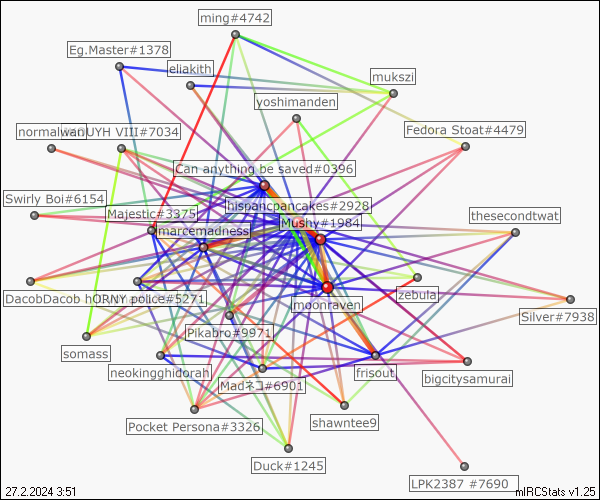 ming#4742
Eg.Master#1378
eliakith
mukszi
yoshimanden
Fedora Stoat#4479
UYH VIII#7034
Can anything be saved#0396
Swirly Boi#6154
hispancpancakes#2928
Majestic#3375
Mushy#1984
thesecondtwat
marcemadness
DacobDacob h0RNY police#5271
zebula
moonraven
Silver#7938
Pikabro#9971
somass
neokingghidorah
frisout
bigcitysamurai
Madネコ#6901
shawntee9
Pocket Persona#3326
Duck#1245
LPK2387 #7690
27.2.2024 3:51
mIRCStats v1.25